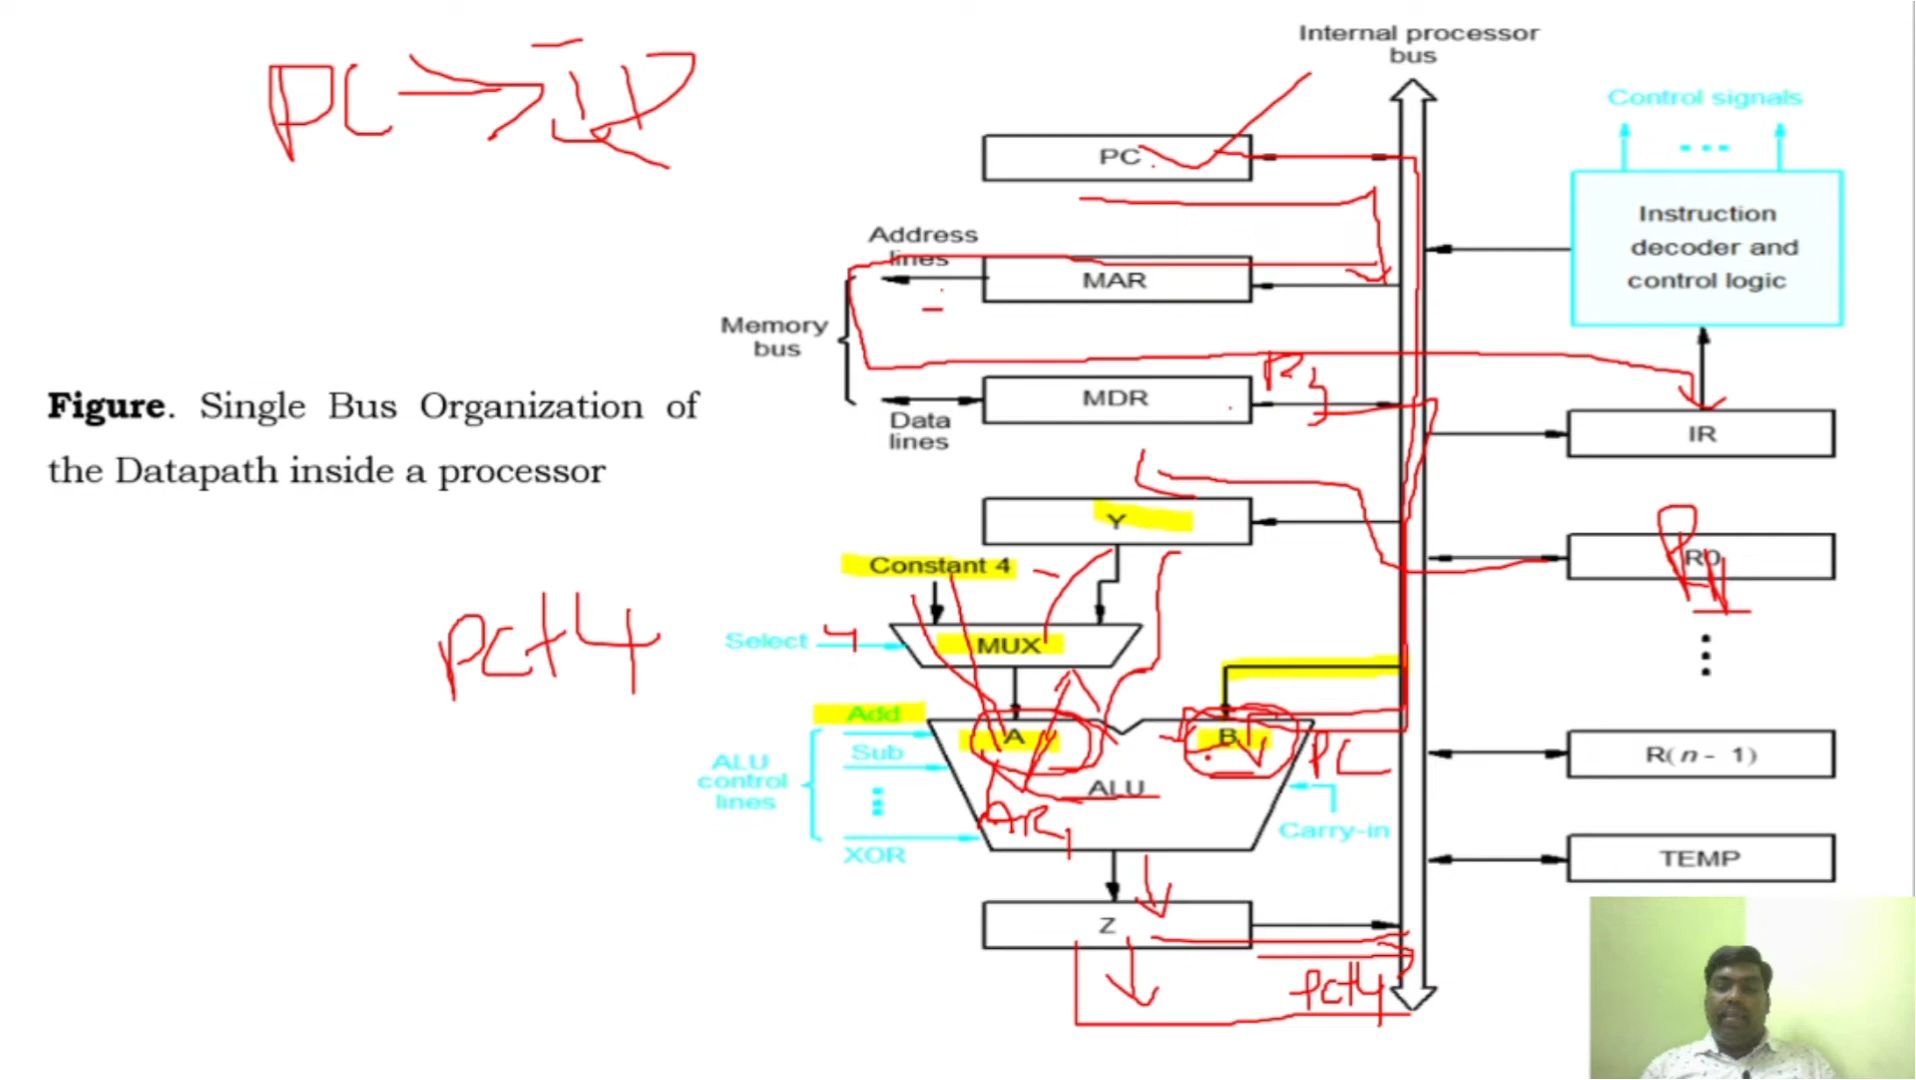 PC
Internal processor
bus
Control signals
PC
Instruction
decoder and
control logic
Address
lines
MAR
Memory
bus
MDR
Data
lines
IR
Figure. Single Bus Organization of
the Datapath inside a processor
Y
R0
Constant 4
PC+4
Select 4
MUX
Add
A
B
PC
Sub
ALU
control
lines
ALU
R(n - 1)
Carry-in
XOR
TEMP
Z
PC+4